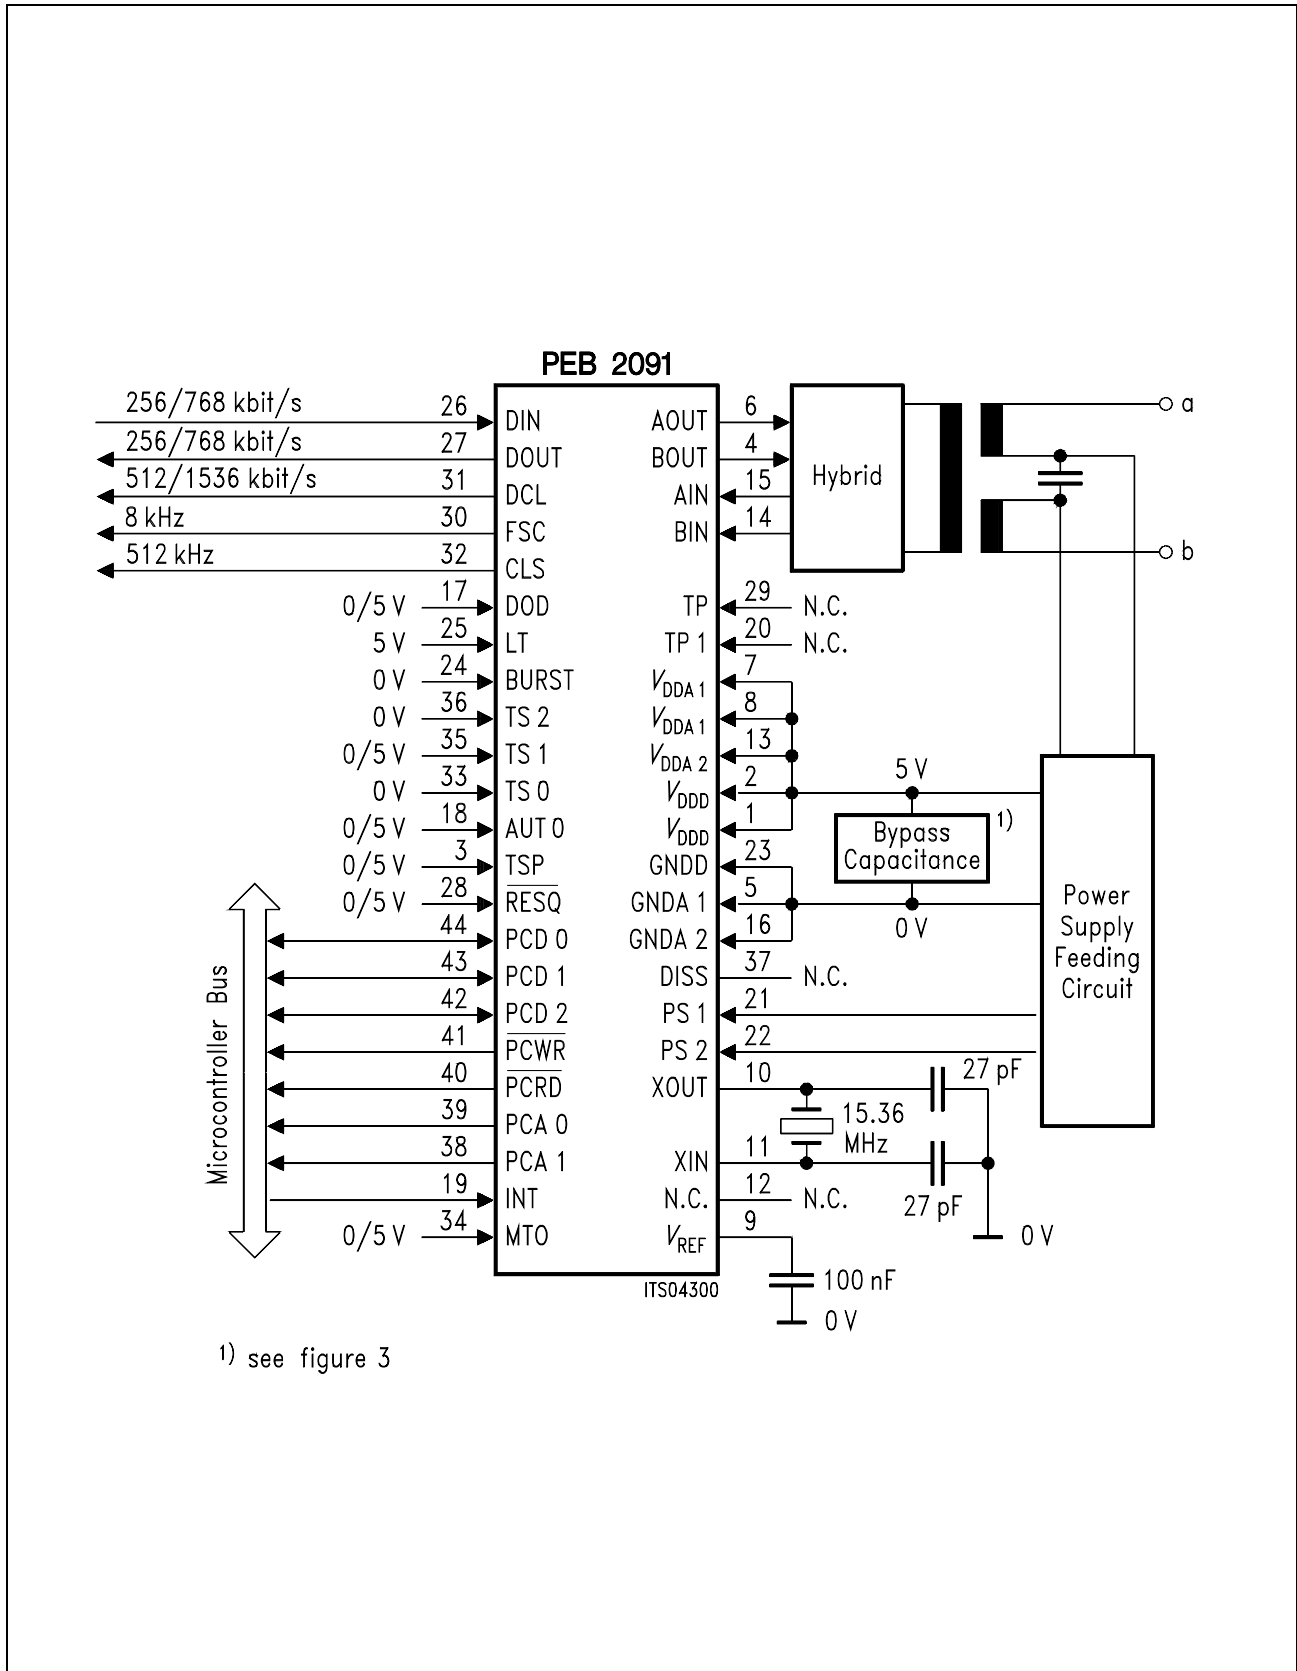 PEB 2091
256/768 kbit/s 26 DIN
256/768 kbit/s 27 DOUT
512/1536 kbit/s 31 DCL
8 kHz 30 FSC
512 kHz 32 CLS
0/5 V 17 DOD
5 V 25 LT
0 V 24 BURST
0 V 36 TS 2
0/5 V 35 TS 1
0 V 33 TS 0
0/5 V 18 AUT 0
0/5 V 3 TSP
0/5 V 28 RESQ
44 PCD 0
43 PCD 1
42 PCD 2
41 PCWR
40 PCRD
39 PCA 0
38 PCA 1
19 INT
0/5 V 34 MTO
Microcontroller Bus
AOUT 6
BOUT 4
AIN 15
BIN 14
TP 29 N.C.
TP 1 20 N.C.
VDDA 1 7
VDDA 1 8
VDDA 2 13
VDDD 2
VDDD 1
GNDD 23
GNDA 1 5
GNDA 2 16
DISS 37 N.C.
PS 1 21
PS 2 22
XOUT 10
XIN 11
N.C. 12 N.C.
VREF 9
Hybrid
a
b
5 V
Bypass
Capacitance
1)
0 V
Power
Supply
Feeding
Circuit
27 pF
15.36
MHz
27 pF
0 V
100 nF
0 V
ITS04300
1) see figure 3